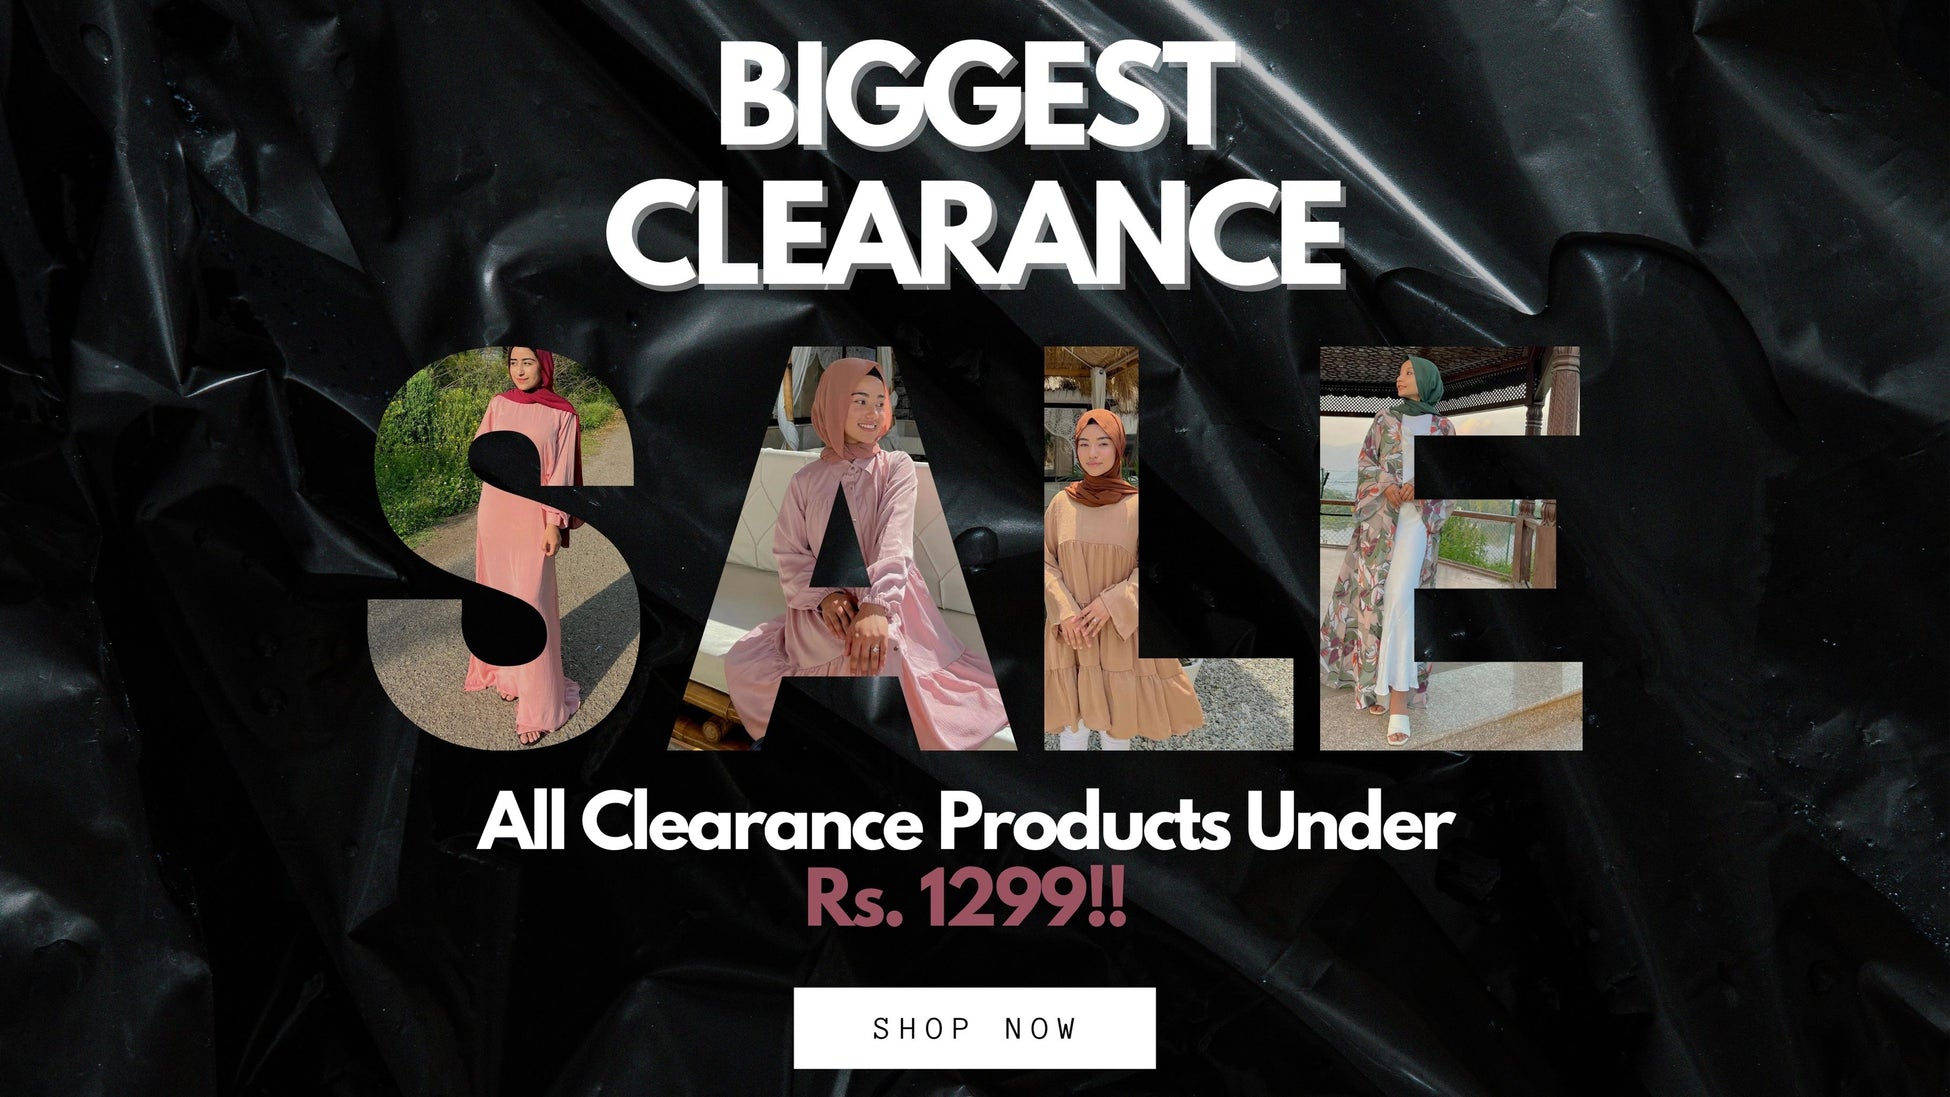 BIGGEST
CLEARANCE
SALE
All Clearance Products Under
Rs. 1299!!
SHOP NOW